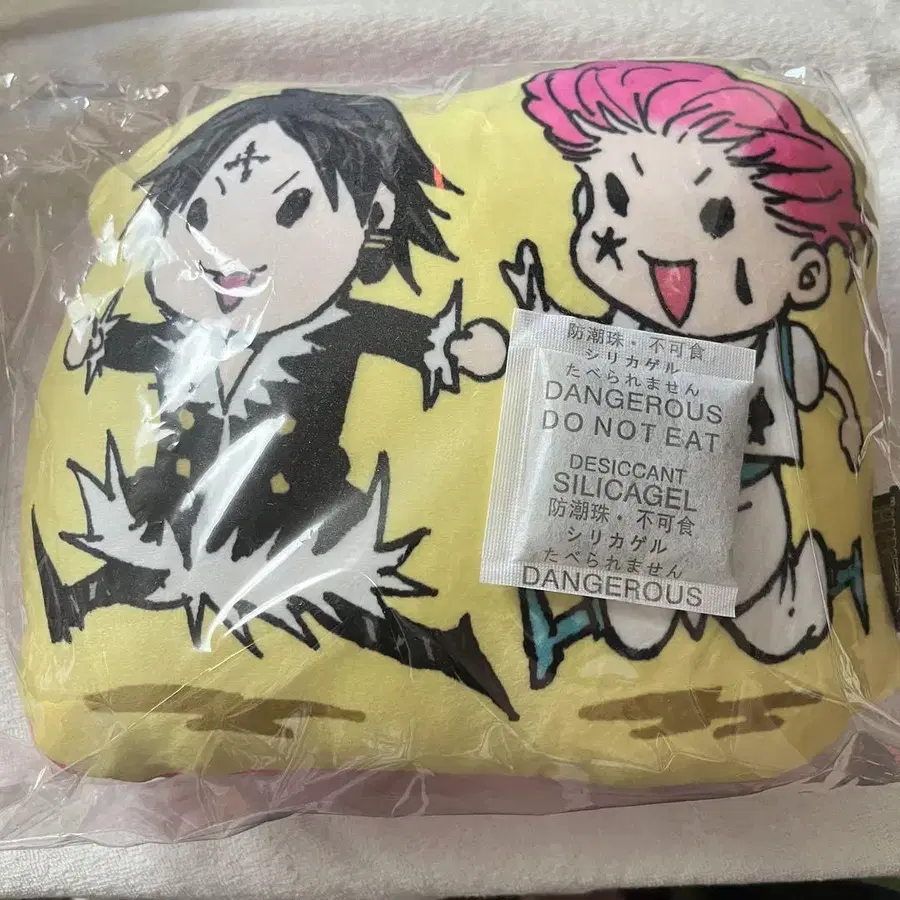 防潮珠・不可食
シリカゲル
たべられません
DANGEROUS
DO NOT EAT
DESICCANT
SILICAGEL
防潮珠・不可食
シリカゲル
たべられません
DANGEROUS